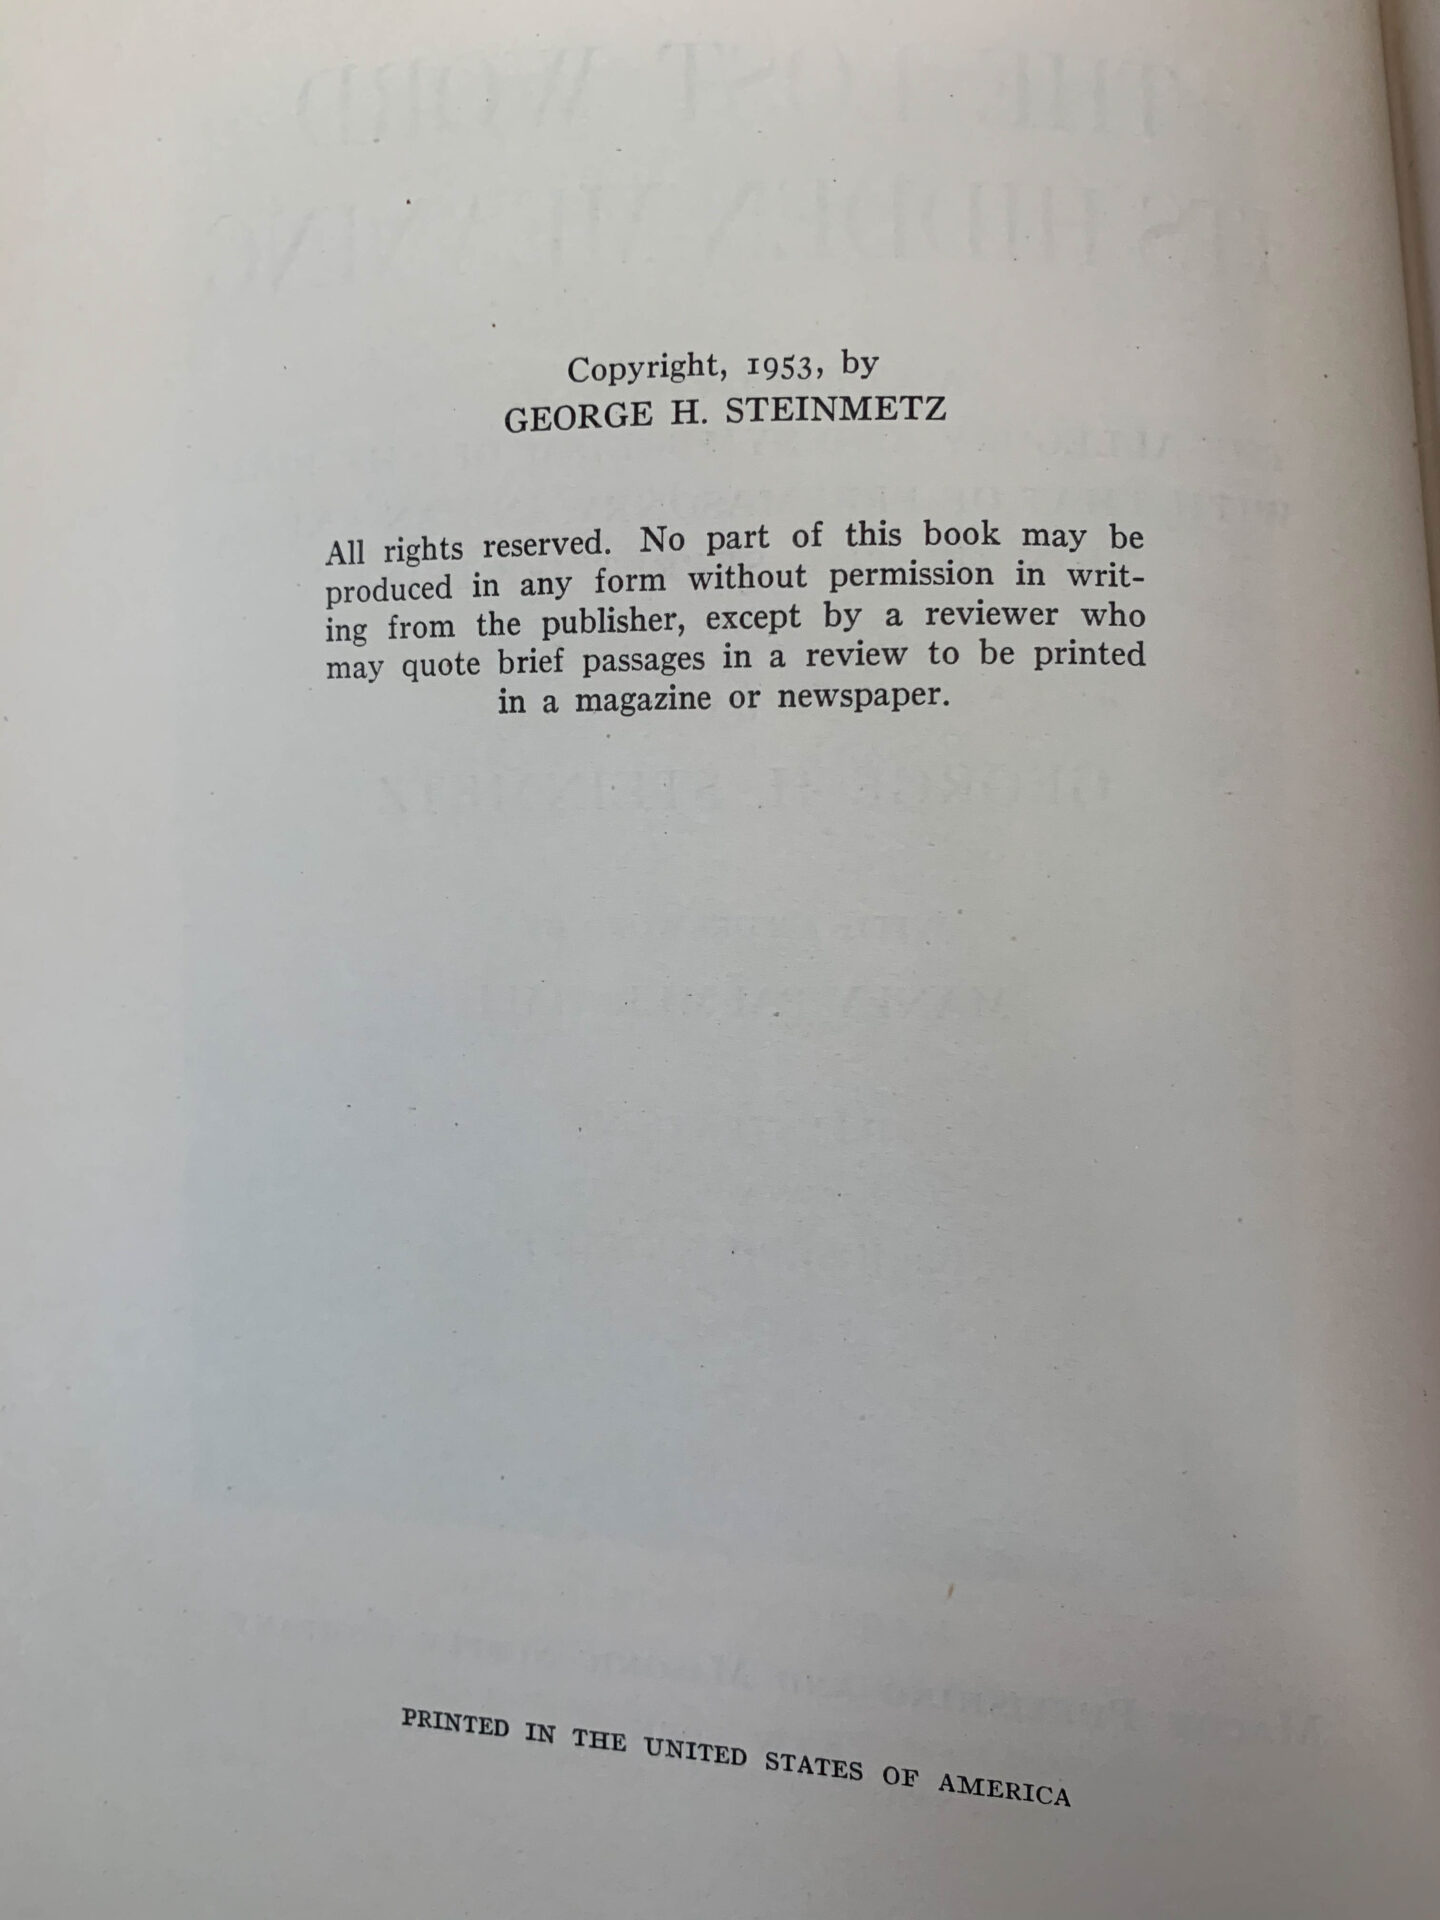 Copyright, 1953, by
GEORGE H. STEINMETZ
All rights reserved. No part of this book may be
produced in any form without permission in writ-
ing from the publisher, except by a reviewer who
may quote brief passages in a review to be printed
in a magazine or newspaper.
PRINTED IN THE UNITED STATES OF AMERICA